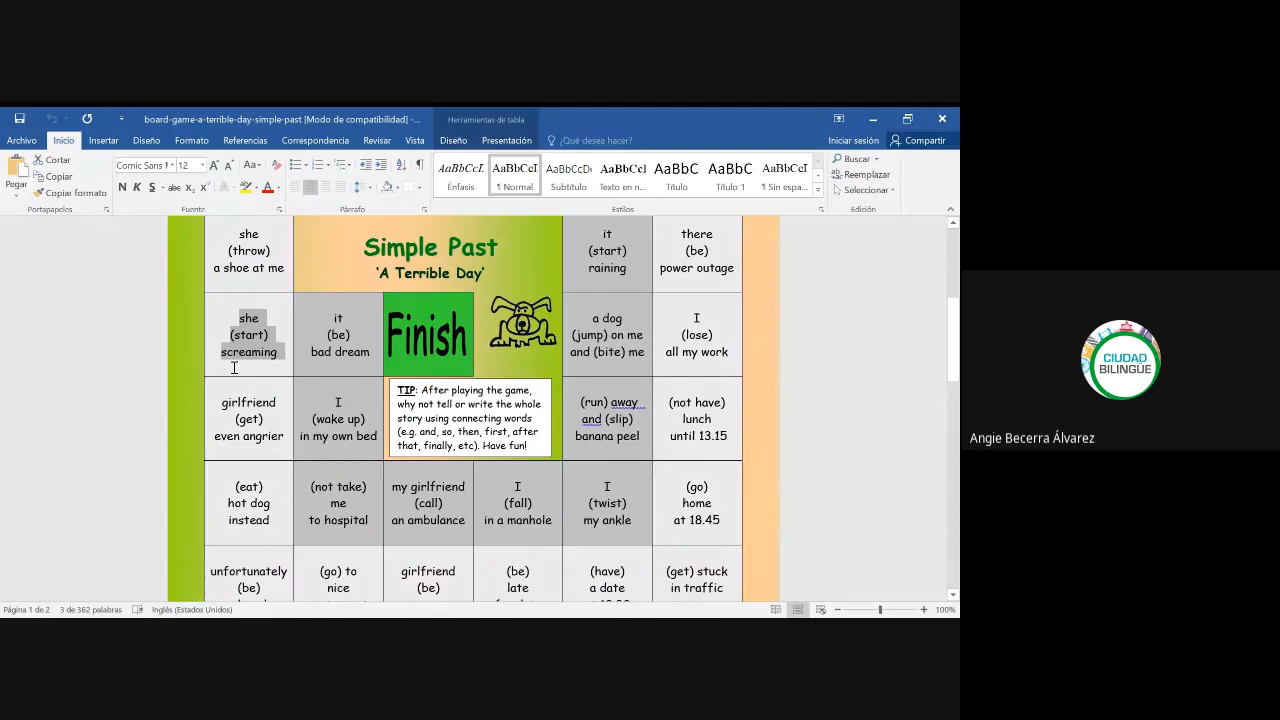 board-game-a-terrible-day-simple-past [Modo de compatibilidad] -...
Herramientas de tabla
Archivo Inicio Insertar Diseño Formato Referencias Correspondencia Revisar Vista Diseño Presentación ¿Qué desea hacer? Iniciar sesión Compartir
Pegar
Cortar
Copiar
Copiar formato
Portapapeles
Comic Sans M 12
N K S abc X₂ X²
Fuente
Párrafo
AaBbCcL AaBbCcI AaBbCcDc AaBbCcI AaBbC AaBbC AaBbCcI
Énfasis ¶ Normal Subtítulo Texto en n... Título Título 1 ¶ Sin espa...
Estilos
Buscar
Reemplazar
Seleccionar
Edición
she
(throw)
a shoe at me
Simple Past
‘A Terrible Day’
it
(start)
raining
there
(be)
power outage
she
(start)
screaming
it
(be)
bad dream
Finish
a dog
(jump) on me
and (bite) me
I
(lose)
all my work
girlfriend
(get)
even angrier
I
(wake up)
in my own bed
TIP: After playing the game,
why not tell or write the whole
story using connecting words
(e.g. and, so, then, first, after
that, finally, etc). Have fun!
(run) away
and (slip)
banana peel
(not have)
lunch
until 13.15
(eat)
hot dog
instead
(not take)
me
to hospital
my girlfriend
(call)
an ambulance
I
(fall)
in a manhole
I
(twist)
my ankle
(go)
home
at 18.45
unfortunately
(be)
(go) to
nice
girlfriend
(be)
(be)
late
(have)
a date
(get) stuck
in traffic
Página 1 de 2 3 de 362 palabras Inglés (Estados Unidos) 100%
CIUDAD
BILINGÜE
Angie Becerra Álvarez